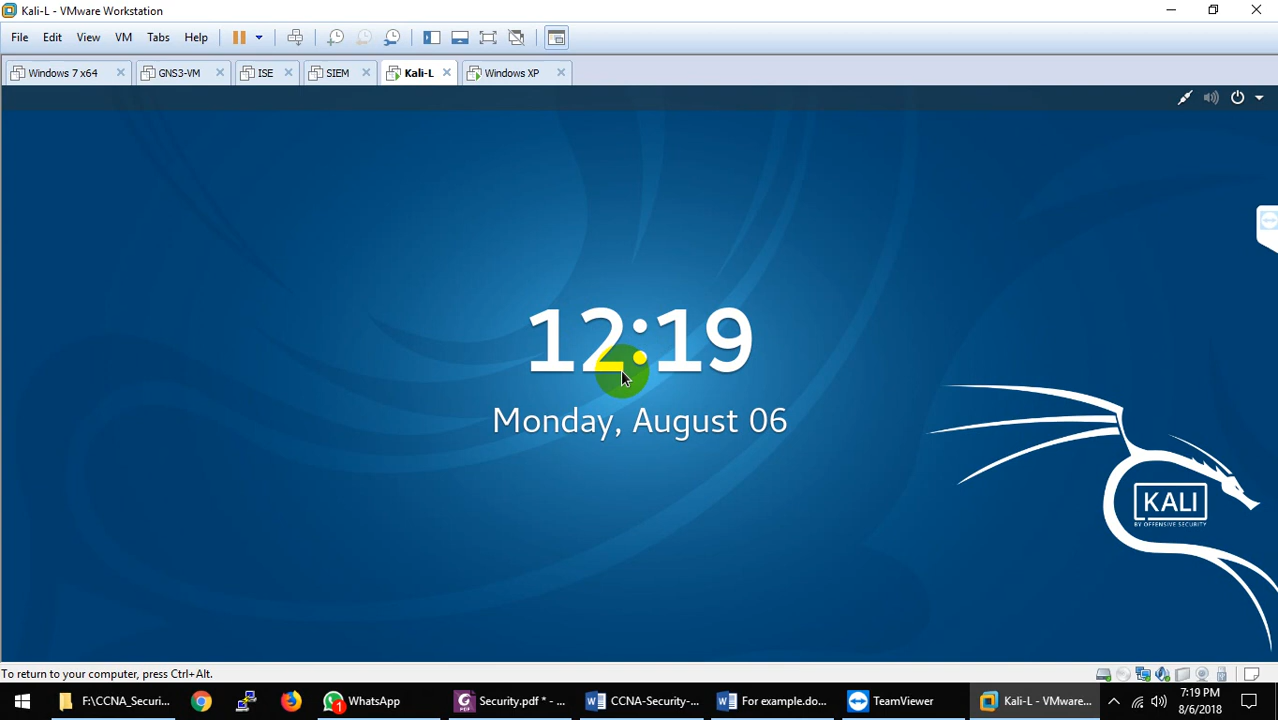 Kali-L - VMware Workstation
File Edit View VM Tabs Help
Windows 7 x64 GNS3-VM ISE SIEM Kali-L Windows XP
12:19
Monday, August 06
KALI
BY OFFENSIVE SECURITY
To return to your computer, press Ctrl+Alt.
F:\CCNA_Securi... WhatsApp 1 Security.pdf * - ... CCNA-Security-... For example.do... TeamViewer Kali-L - VMware...
7:19 PM
8/6/2018